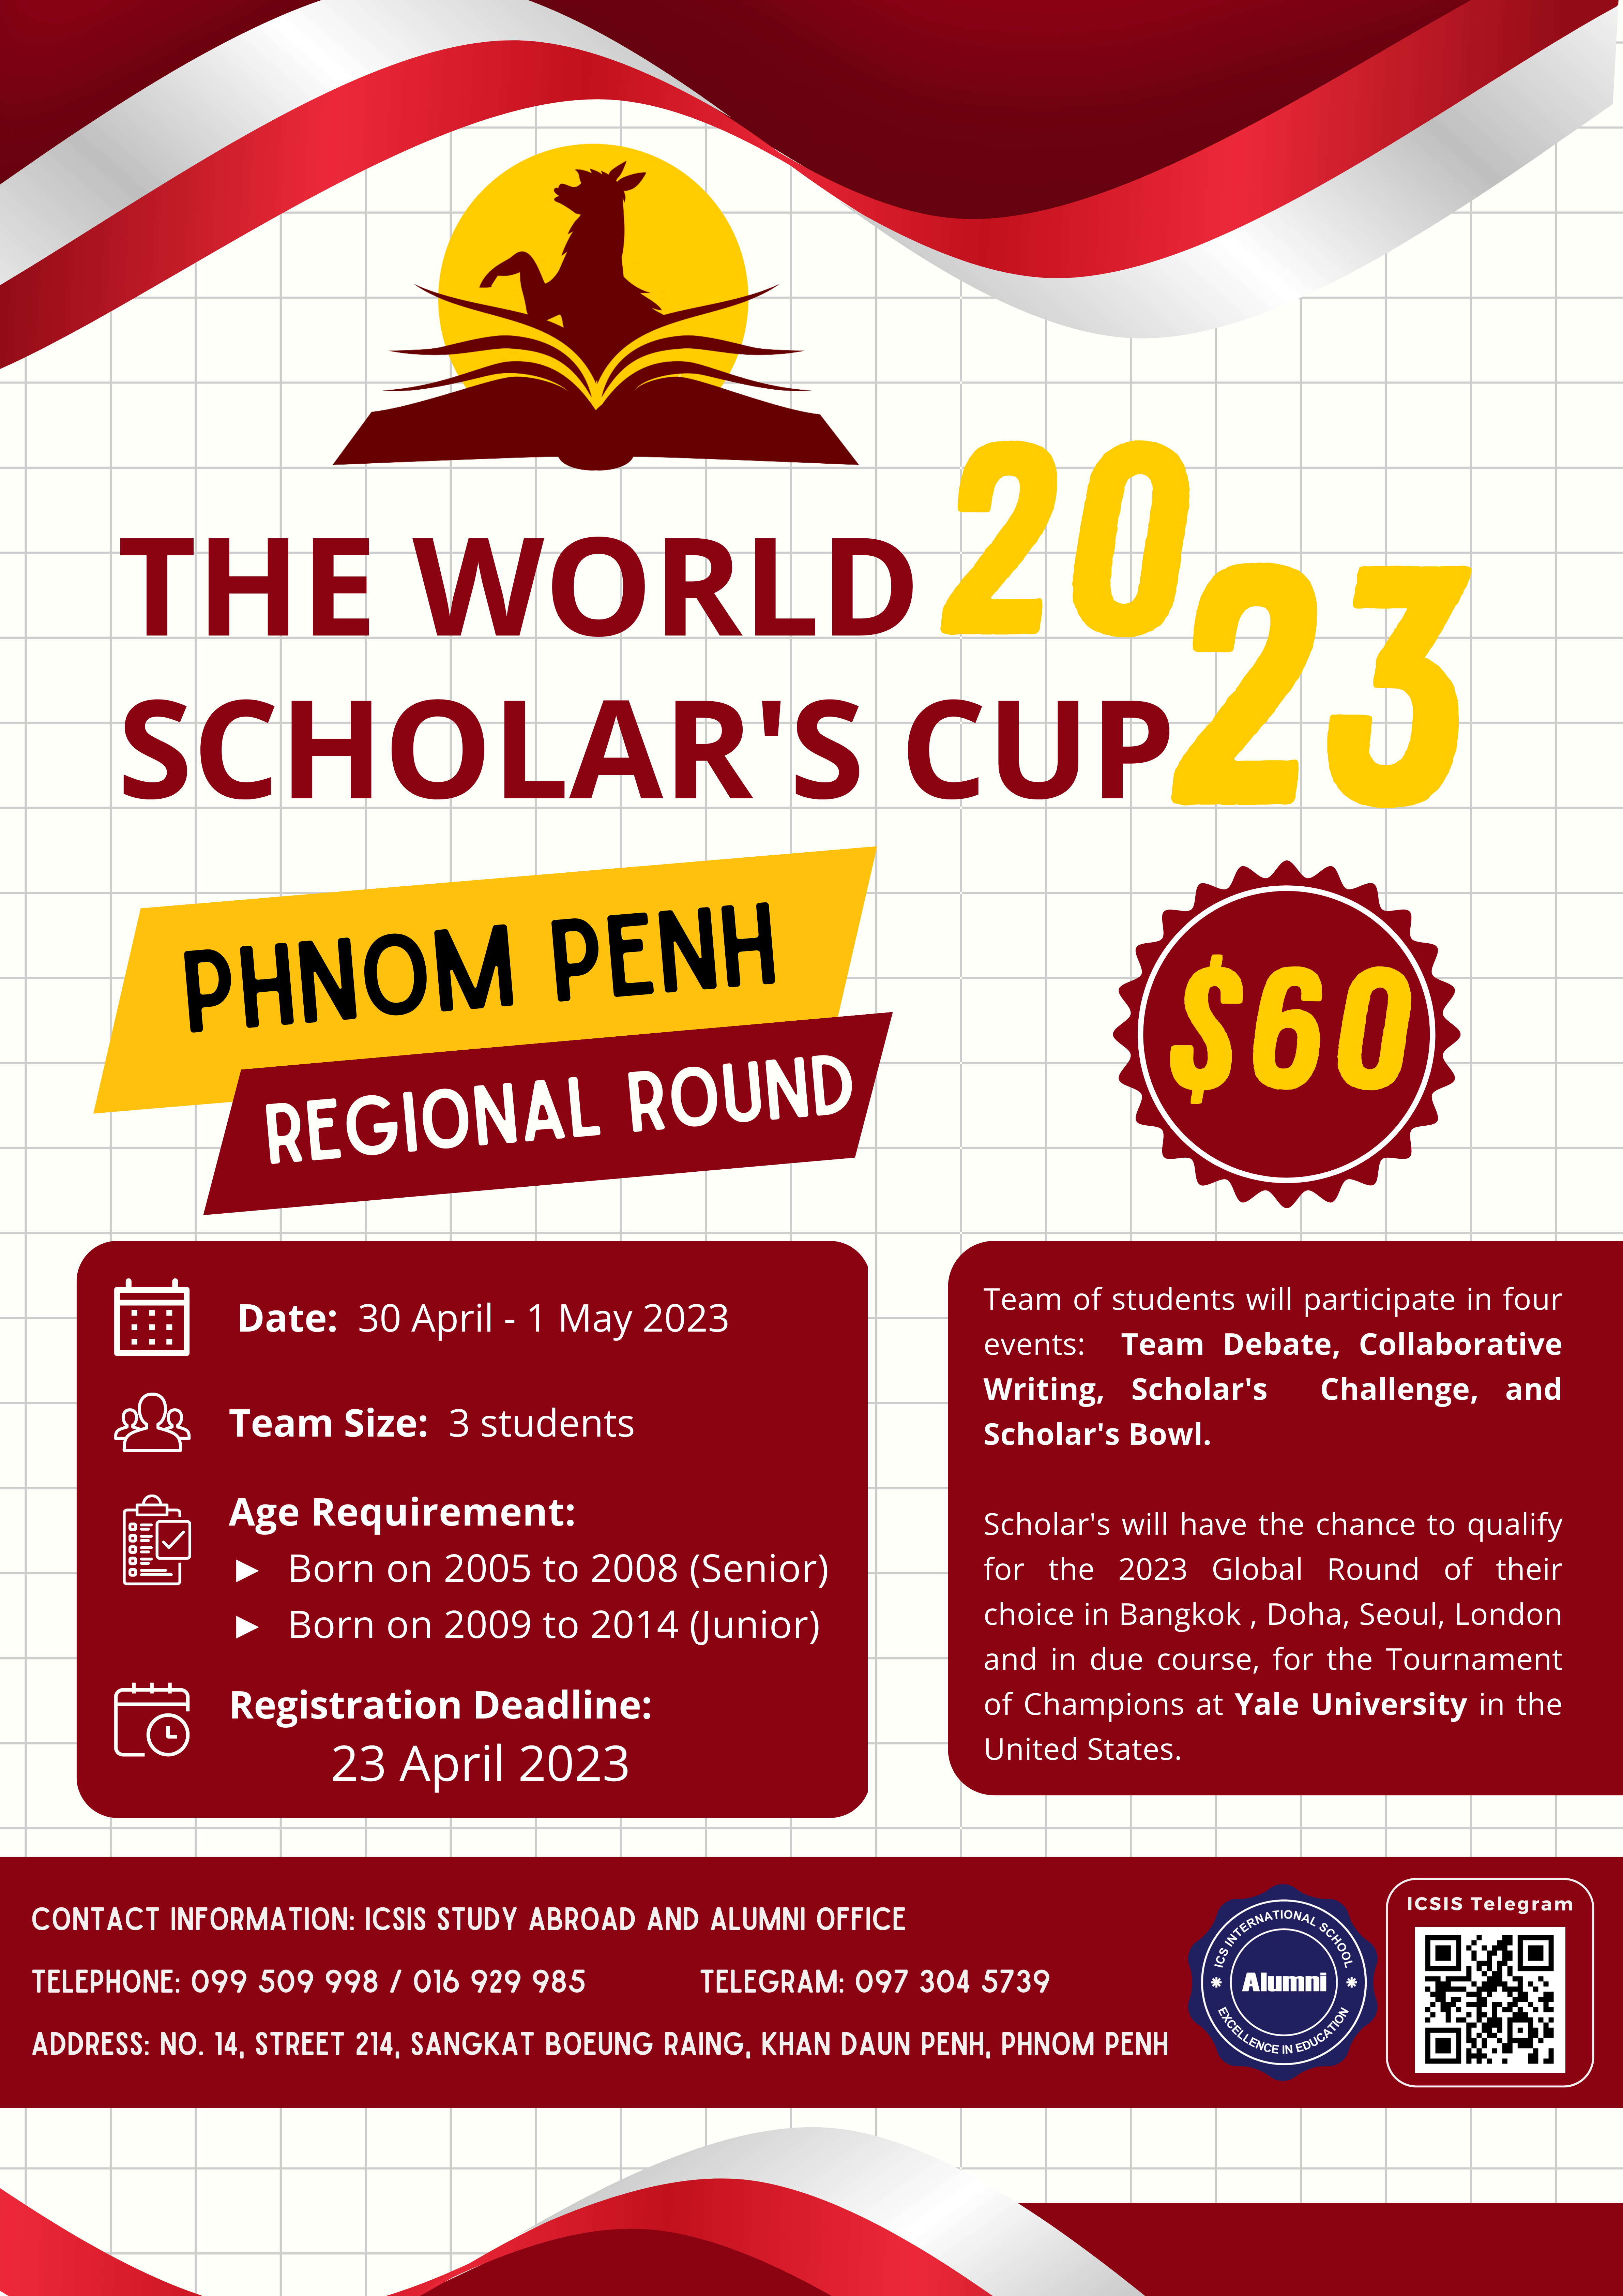 THE WORLD 20
SCHOLAR'S CUP 23
PHNOM PENH
REGIONAL ROUND
$60
Date: 30 April - 1 May 2023
Team Size: 3 students
Age Requirement:
► Born on 2005 to 2008 (Senior)
► Born on 2009 to 2014 (Junior)
Registration Deadline:
23 April 2023
Team of students will participate in four
events: Team Debate, Collaborative
Writing, Scholar's Challenge, and
Scholar's Bowl.
Scholar's will have the chance to qualify
for the 2023 Global Round of their
choice in Bangkok , Doha, Seoul, London
and in due course, for the Tournament
of Champions at Yale University in the
United States.
CONTACT INFORMATION: ICSIS STUDY ABROAD AND ALUMNI OFFICE
TELEPHONE: 099 509 998 / 016 929 985 TELEGRAM: 097 304 5739
ADDRESS: NO. 14, STREET 214, SANGKAT BOEUNG RAING, KHAN DAUN PENH, PHNOM PENH
ICS INTERNATIONAL SCHOOL
Alumni
EXCELLENCE IN EDUCATION
ICSIS Telegram